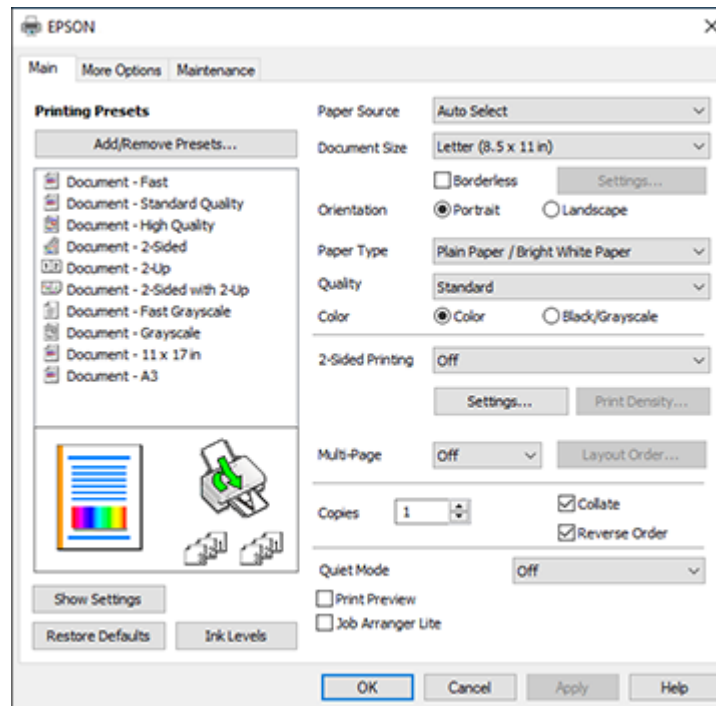 EPSON
Main More Options Maintenance
Printing Presets
Add/Remove Presets...
Document - Fast
Document - Standard Quality
Document - High Quality
Document - 2-Sided
Document - 2-Up
Document - 2-Sided with 2-Up
Document - Fast Grayscale
Document - Grayscale
Document - 11 x 17 in
Document - A3
Show Settings
Restore Defaults Ink Levels
Paper Source Auto Select
Document Size Letter (8.5 x 11 in)
Borderless Settings...
Orientation Portrait Landscape
Paper Type Plain Paper / Bright White Paper
Quality Standard
Color Color Black/Grayscale
2-Sided Printing Off
Settings... Print Density...
Multi-Page Off Layout Order...
Copies 1 Collate
Reverse Order
Quiet Mode Off
Print Preview
Job Arranger Lite
OK Cancel Apply Help